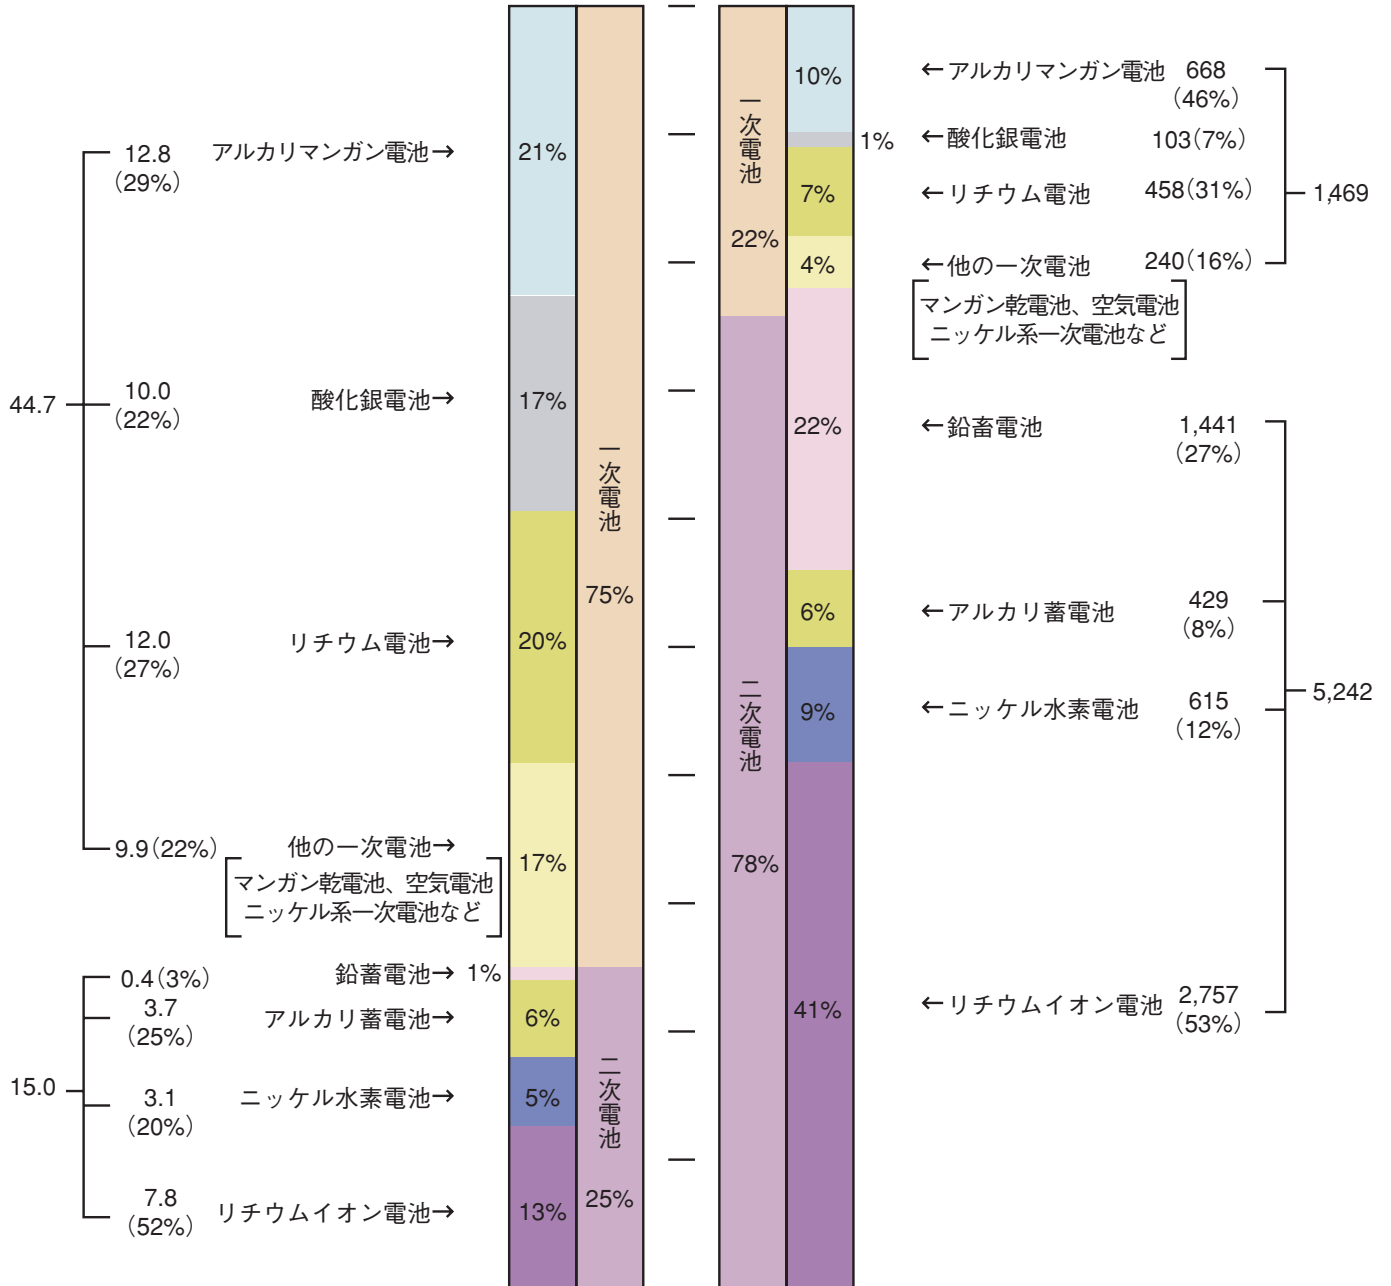 44.7
12.8
(29%)
アルカリマンガン電池→
21%
10.0
(22%)
酸化銀電池→
17%
12.0
(27%)
リチウム電池→
20%
9.9(22%)
他の一次電池→
マンガン乾電池、空気電池
ニッケル系一次電池など
17%
一次電池
75%
15.0
0.4(3%)
鉛蓄電池→
1%
3.7
(25%)
アルカリ蓄電池→
6%
3.1
(20%)
ニッケル水素電池→
5%
7.8
(52%)
リチウムイオン電池→
13%
二次電池
25%
一次電池
22%
10%
←アルカリマンガン電池
668
(46%)
1%
←酸化銀電池
103(7%)
7%
←リチウム電池
458(31%)
4%
←他の一次電池
240(16%)
マンガン乾電池、空気電池
ニッケル系一次電池など
1,469
二次電池
78%
22%
←鉛蓄電池
1,441
(27%)
6%
←アルカリ蓄電池
429
(8%)
9%
←ニッケル水素電池
615
(12%)
41%
←リチウムイオン電池
2,757
(53%)
5,242